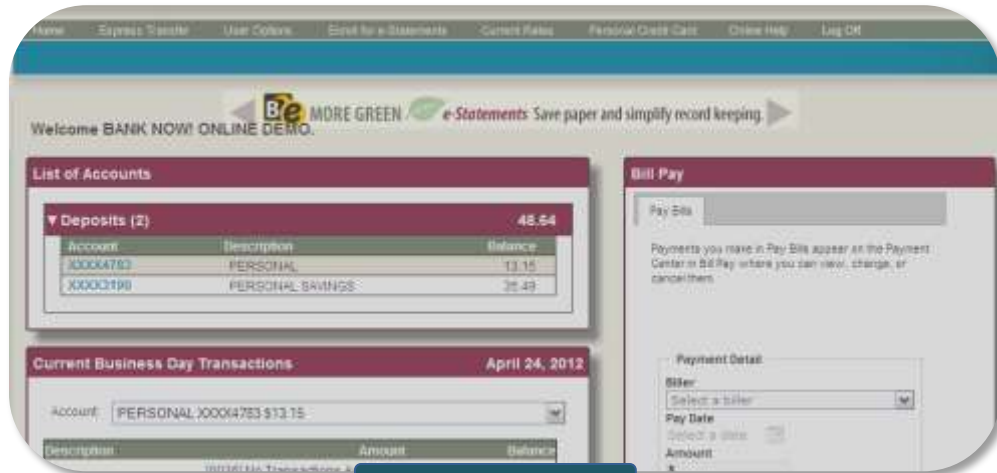 Home Express Transfer User Options Enroll for e-Statements Current Rates Personal Credit Card Online Help Log Off
Be MORE GREEN e-Statements Save paper and simplify record keeping.
Welcome BANK NOW! ONLINE DEMO.
List of Accounts
Deposits (2) 48.64
Account Description Balance
XXXX4783 PERSONAL 13.15
XXXX3190 PERSONAL SAVINGS 35.49
Current Business Day Transactions April 24, 2012
Account: PERSONAL XXXX4783 $13.15
Description Amount Balance
No Transactions
Bill Pay
Pay Bills
Payments you make in Pay Bills appear on the Payment
Center in Bill Pay where you can view, change, or
cancel them.
Payment Detail
Biller
Select a biller
Pay Date
Select a date
Amount
$